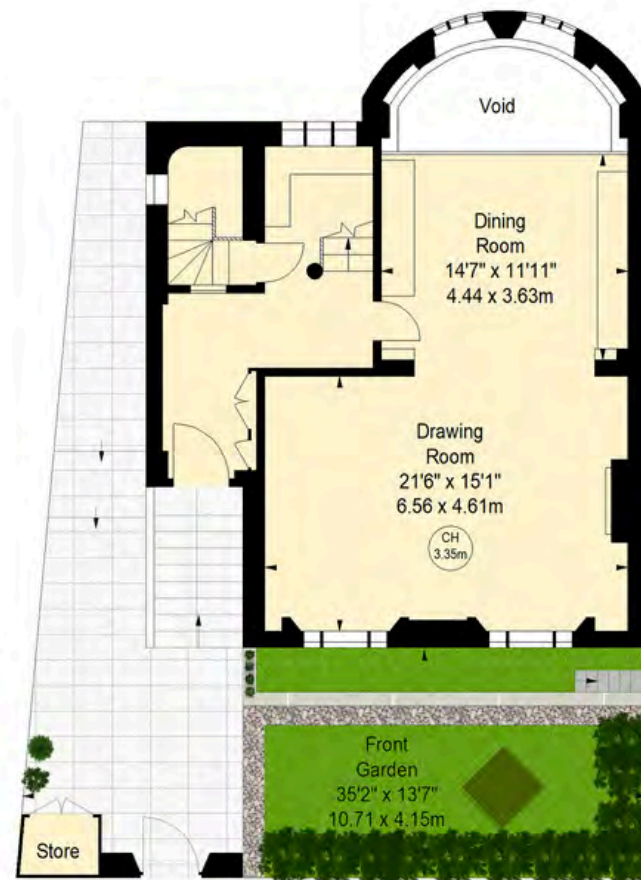 Void
Dining
Room
14'7" x 11'11"
4.44 x 3.63m
Drawing
Room
21'6" x 15'1"
6.56 x 4.61m
CH
3.35m
Front
Garden
35'2" x 13'7"
10.71 x 4.15m
Store